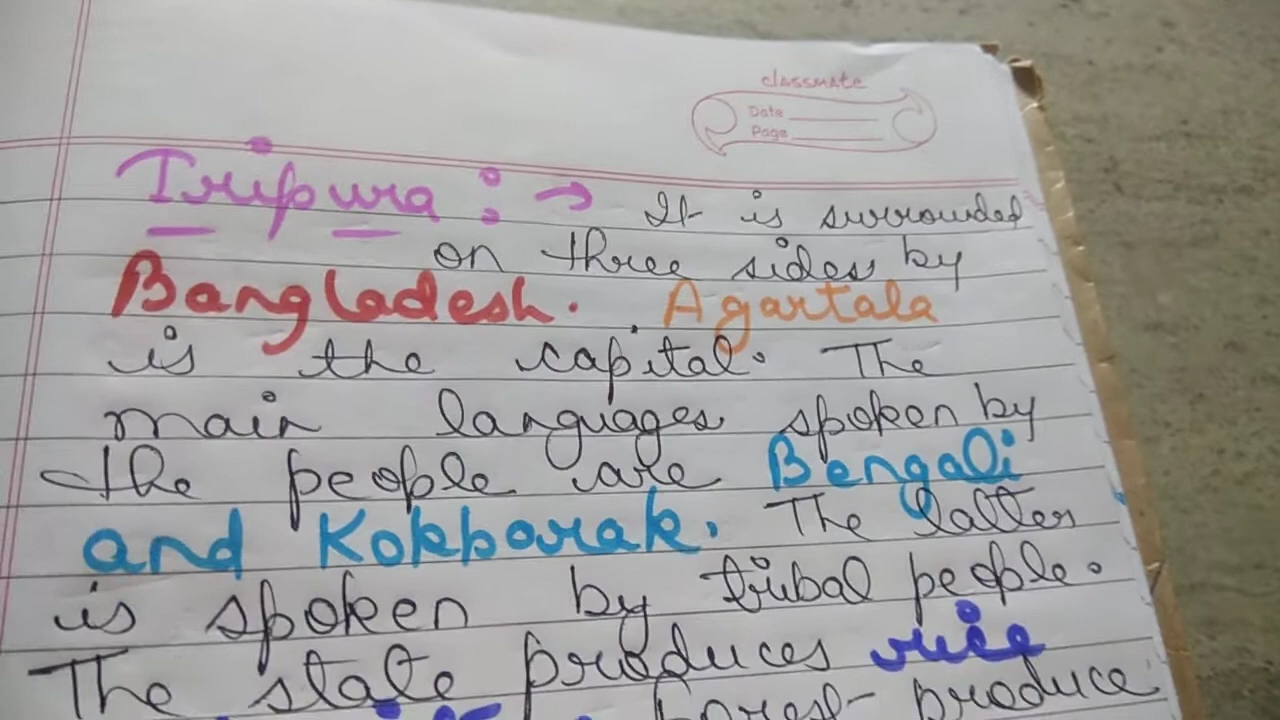 classmate
Date
Page
Tripura : → It is surrouded
on three sides by
Bangladesh. Agartala
is the capital. The
main languages spoken by
the people are Bengali
and Kokborak. The latter
is spoken by tribal people.
The state produces rice
Forest produce